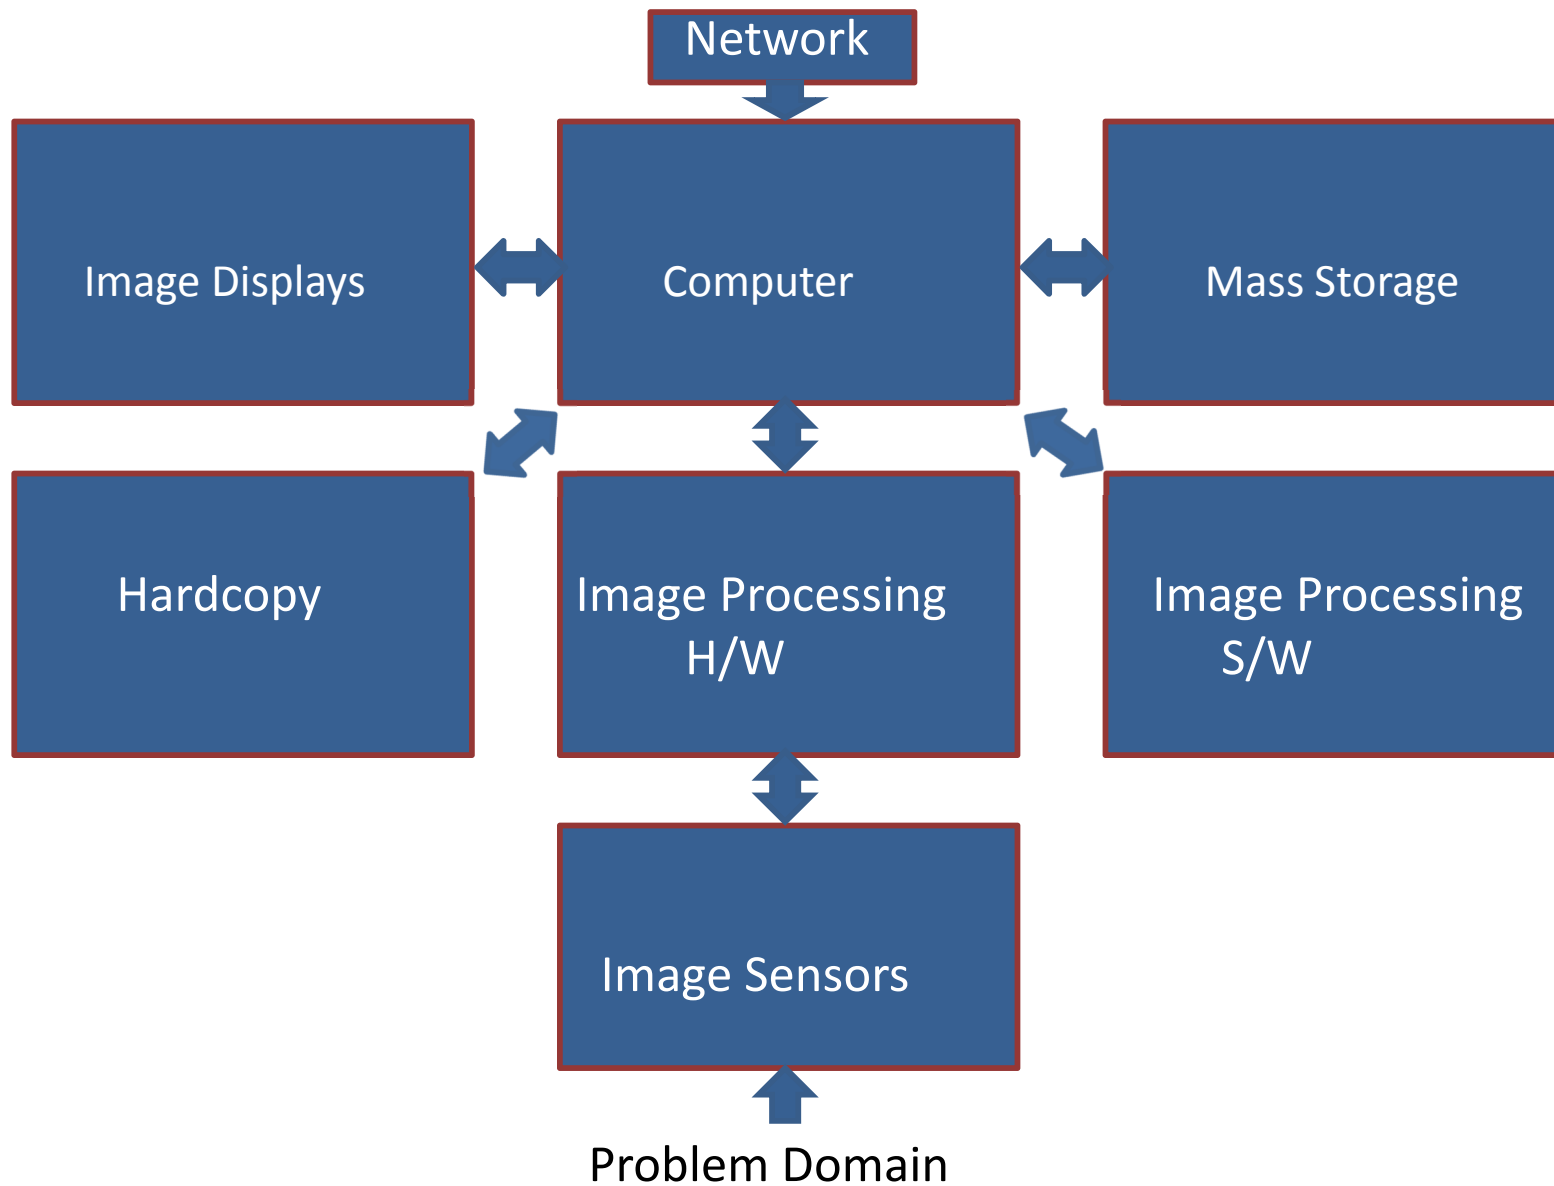 Network
Image Displays
Computer
Mass Storage
Hardcopy
Image Processing
H/W
Image Processing
S/W
Image Sensors
Problem Domain